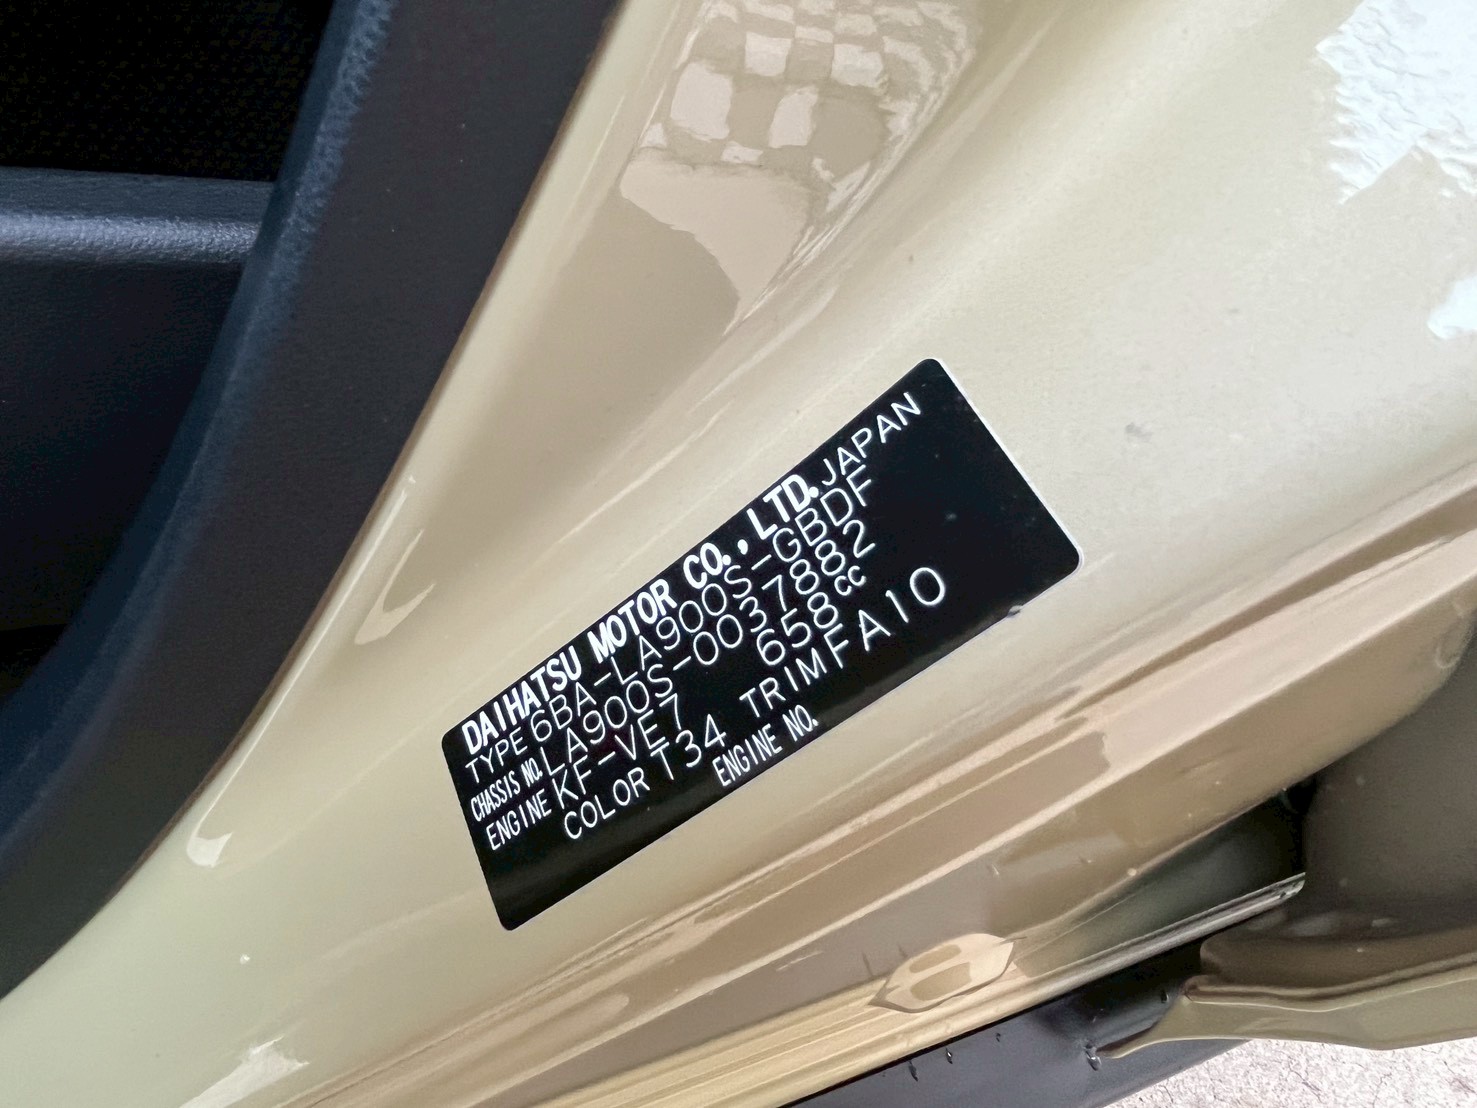 DAIHATSU MOTOR CO., LTD. JAPAN
TYPE 6BA-LA900S-GBDF
CHASSIS NO. LA900S-0037882
ENGINE KF-VE7 658cc
COLOR T34 TRIM FA10
ENGINE NO.